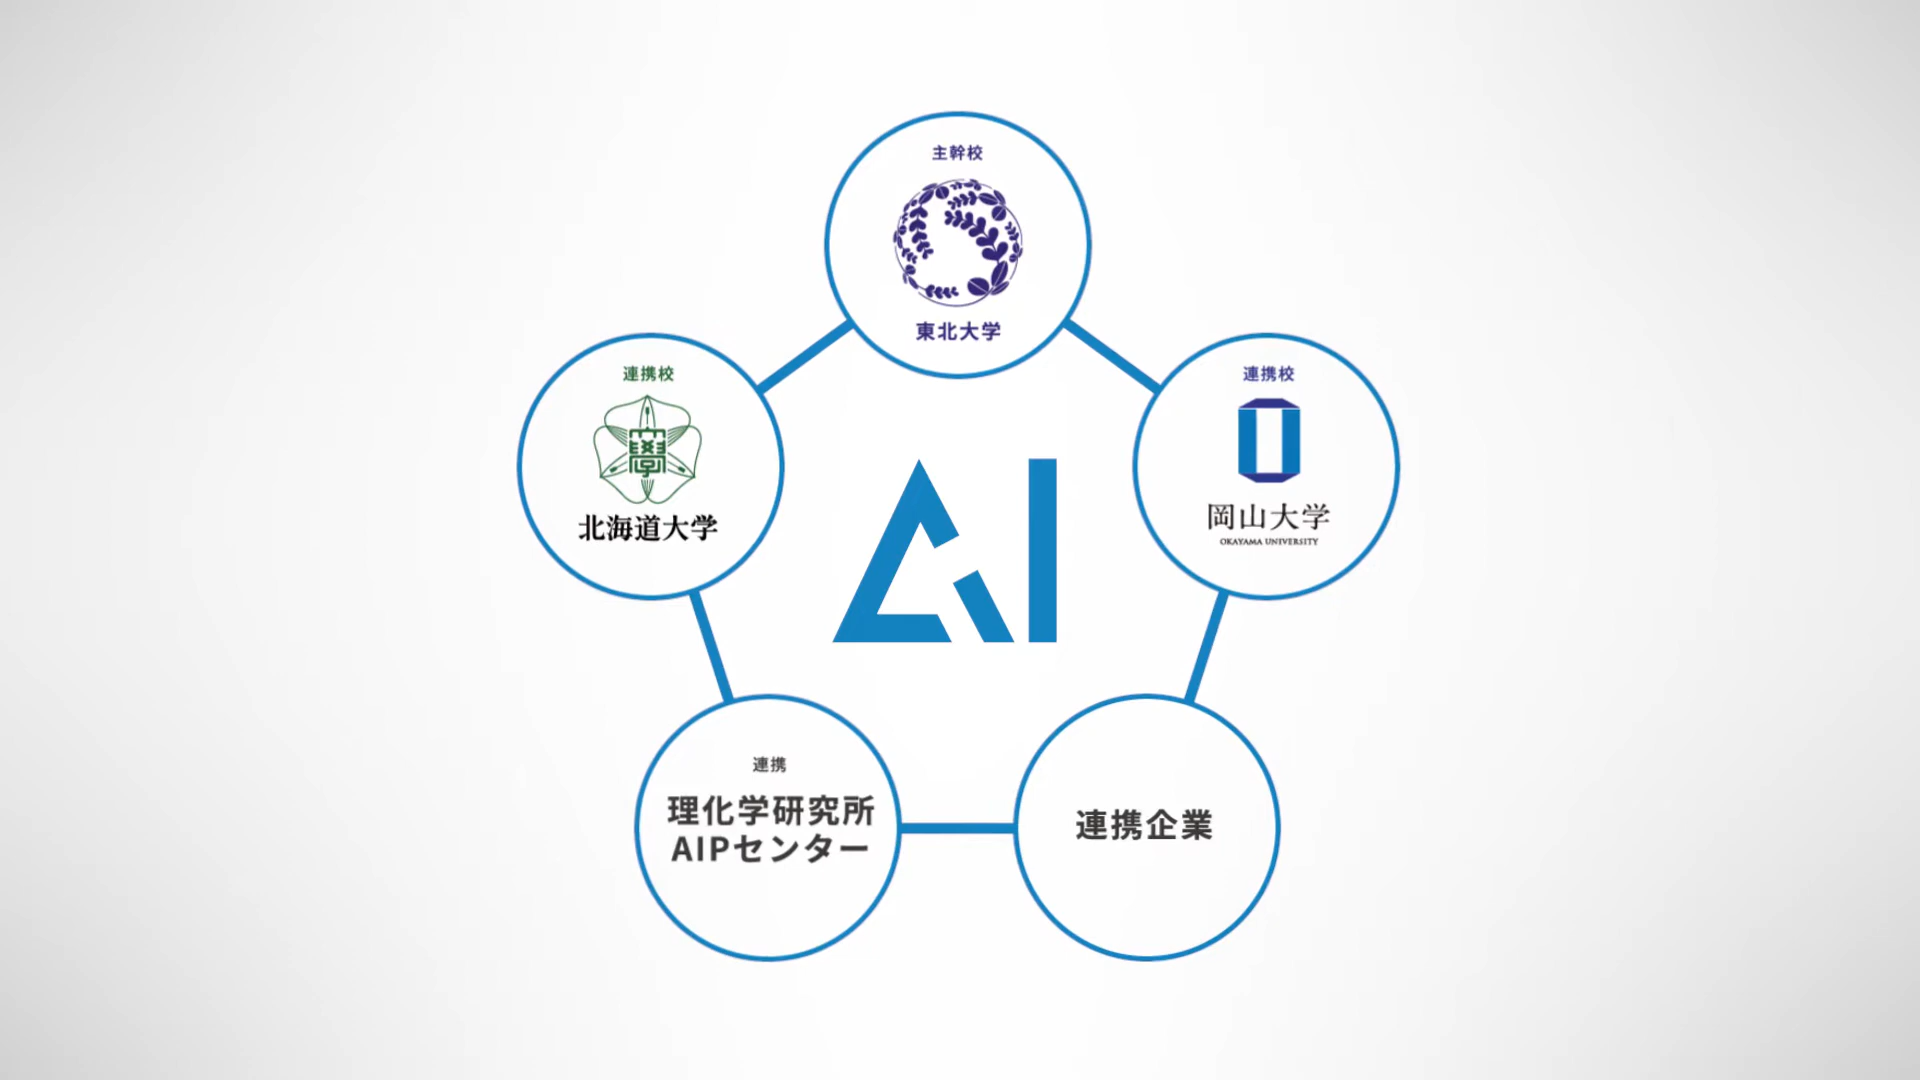 主幹校
東北大学
連携校
學
北海道大学
連携校
岡山大学
OKAYAMA UNIVERSITY
AI
連携
理化学研究所
AIPセンター
連携企業